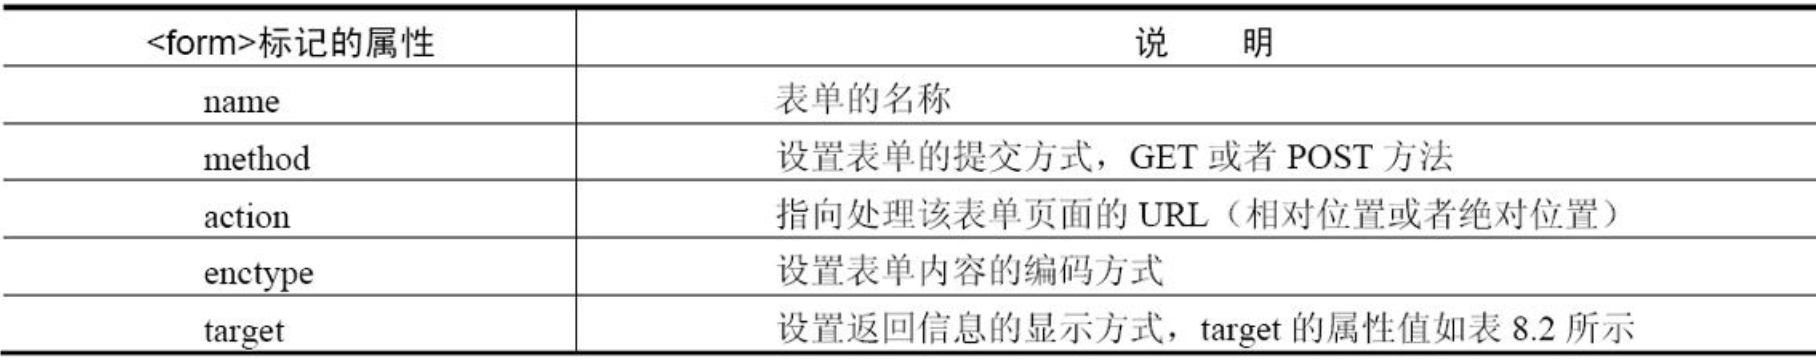 <form>标记的属性 说 明
name 表单的名称
method 设置表单的提交方式，GET 或者 POST 方法
action 指向处理该表单页面的 URL（相对位置或者绝对位置）
enctype 设置表单内容的编码方式
target 设置返回信息的显示方式，target 的属性值如表 8.2 所示